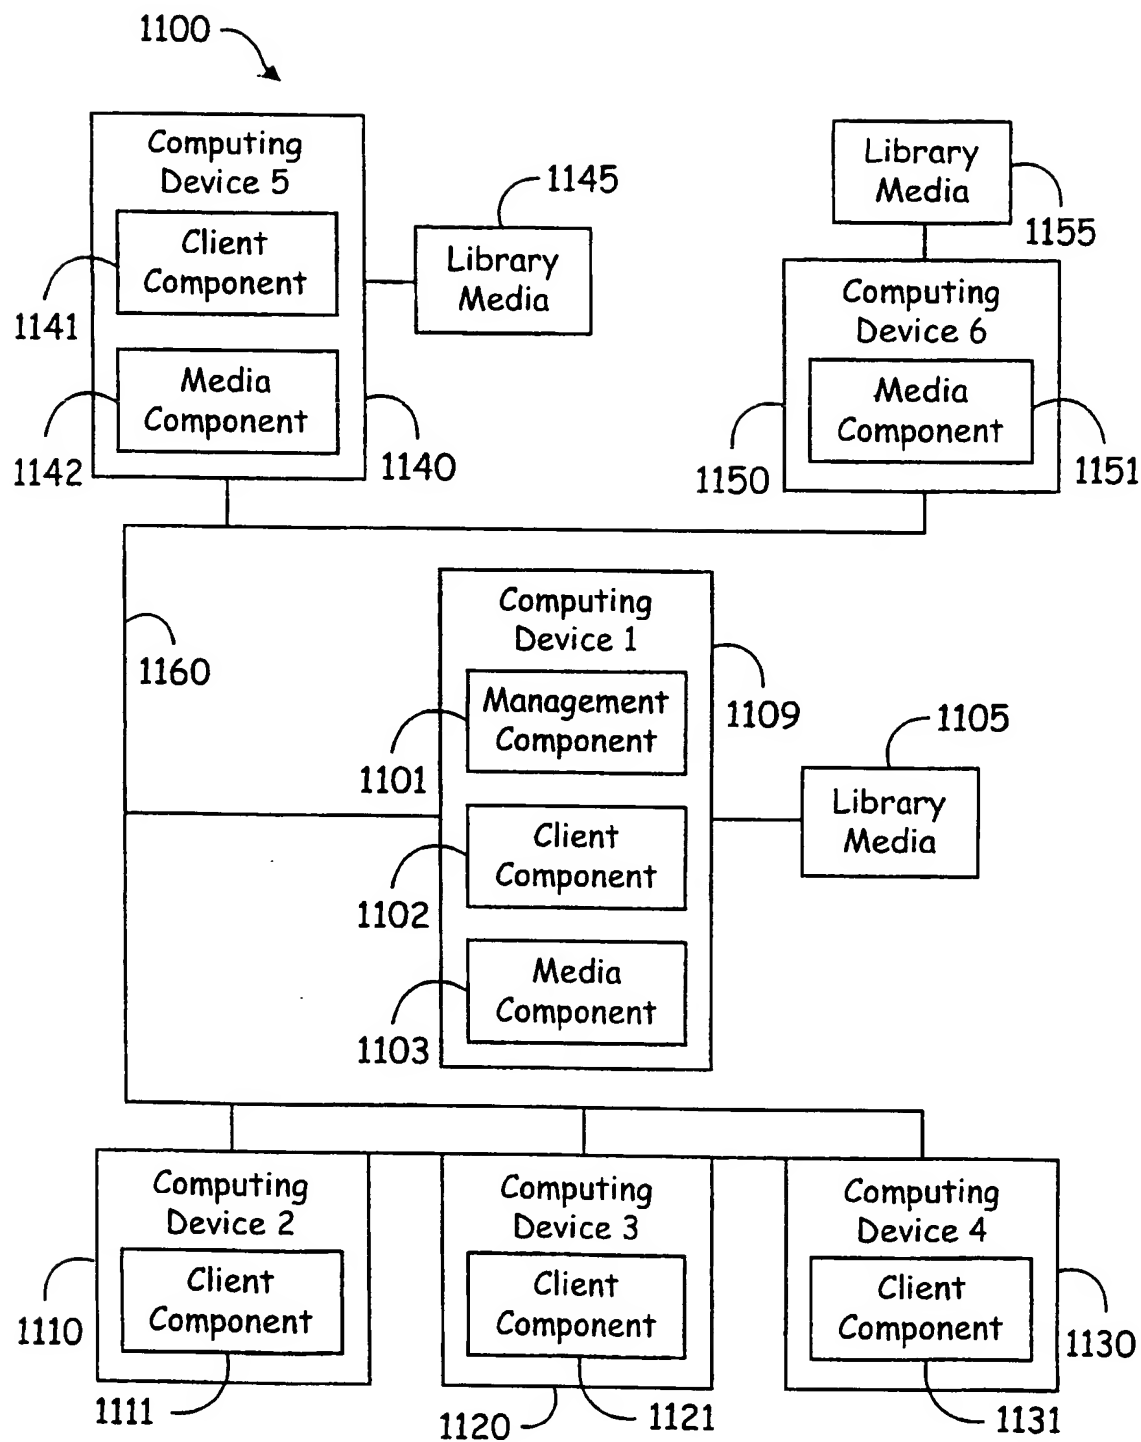 1100
Computing
Device 5
Client
Component
1141
Media
Component
1142
1140
1145
Library
Media
Library
Media
1155
Computing
Device 6
Media
Component
1150
1151
1160
Computing
Device 1
Management
Component
1101
1109
1105
Library
Media
Client
Component
1102
Media
Component
1103
Computing
Device 2
Client
Component
1110
1111
Computing
Device 3
Client
Component
1120
1121
Computing
Device 4
Client
Component
1130
1131